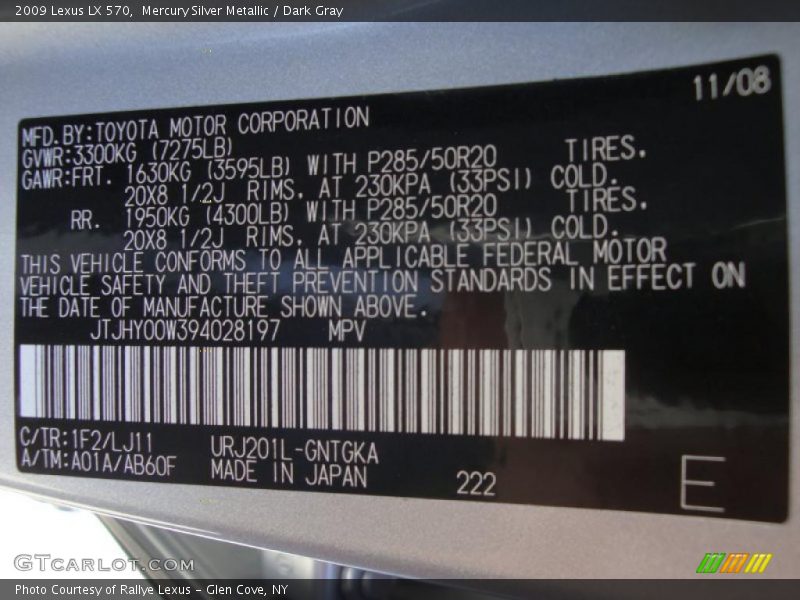 2009 Lexus LX 570, Mercury Silver Metallic / Dark Gray
11/08
MFD.BY:TOYOTA MOTOR CORPORATION
GVWR:3300KG (7275LB)
GAWR:FRT. 1630KG (3595LB) WITH P285/50R20 TIRES.
20X8 1/2J RIMS. AT 230KPA (33PSI) COLD.
RR. 1950KG (4300LB) WITH P285/50R20 TIRES.
20X8 1/2J RIMS. AT 230KPA (33PSI) COLD.
THIS VEHICLE CONFORMS TO ALL APPLICABLE FEDERAL MOTOR
VEHICLE SAFETY AND THEFT PREVENTION STANDARDS IN EFFECT ON
THE DATE OF MANUFACTURE SHOWN ABOVE.
JTJHY00W394028197 MPV
C/TR:1F2/LJ11 URJ201L-GNTGKA
A/TM:A01A/AB60F MADE IN JAPAN 222 E
GTCARLOT.COM
Photo Courtesy of Rallye Lexus - Glen Cove, NY